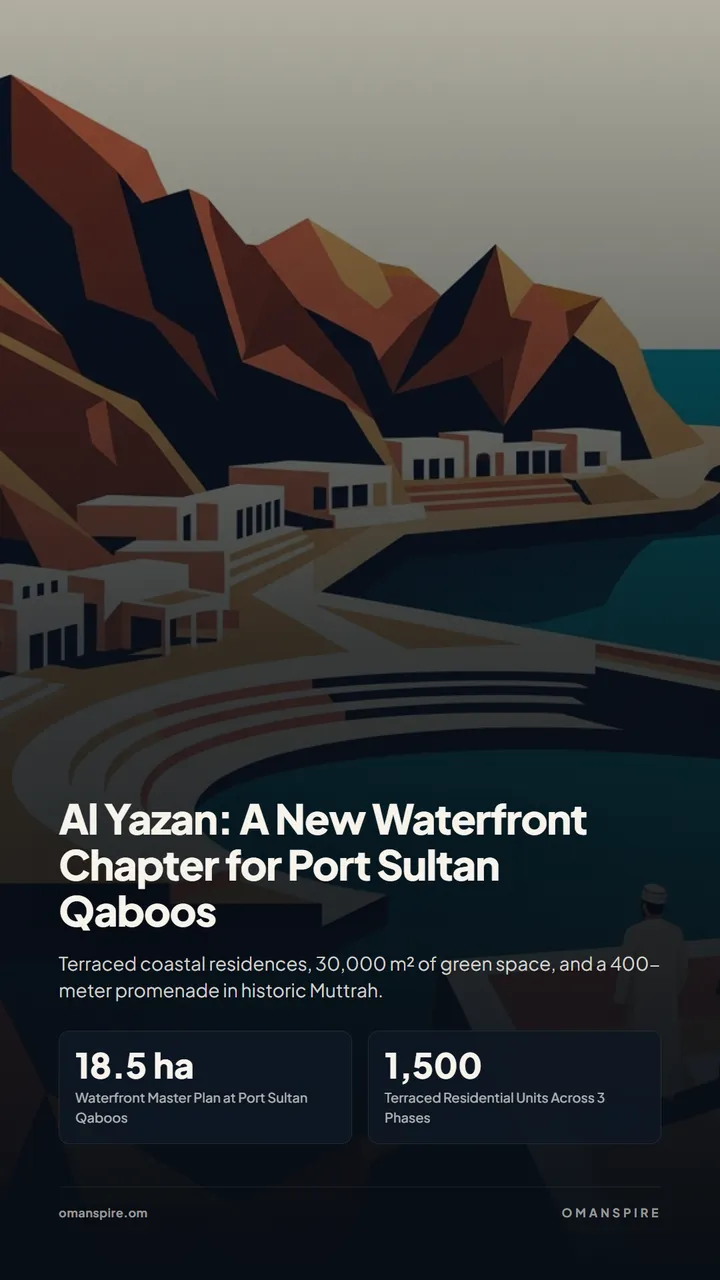 Al Yazan: A New Waterfront
Chapter for Port Sultan
Qaboos
Terraced coastal residences, 30,000 m² of green space, and a 400–
meter promenade in historic Muttrah.
18.5 ha
Waterfront Master Plan at Port Sultan
Qaboos
1,500
Terraced Residential Units Across 3
Phases
omanspire.om
OMANSPIRE